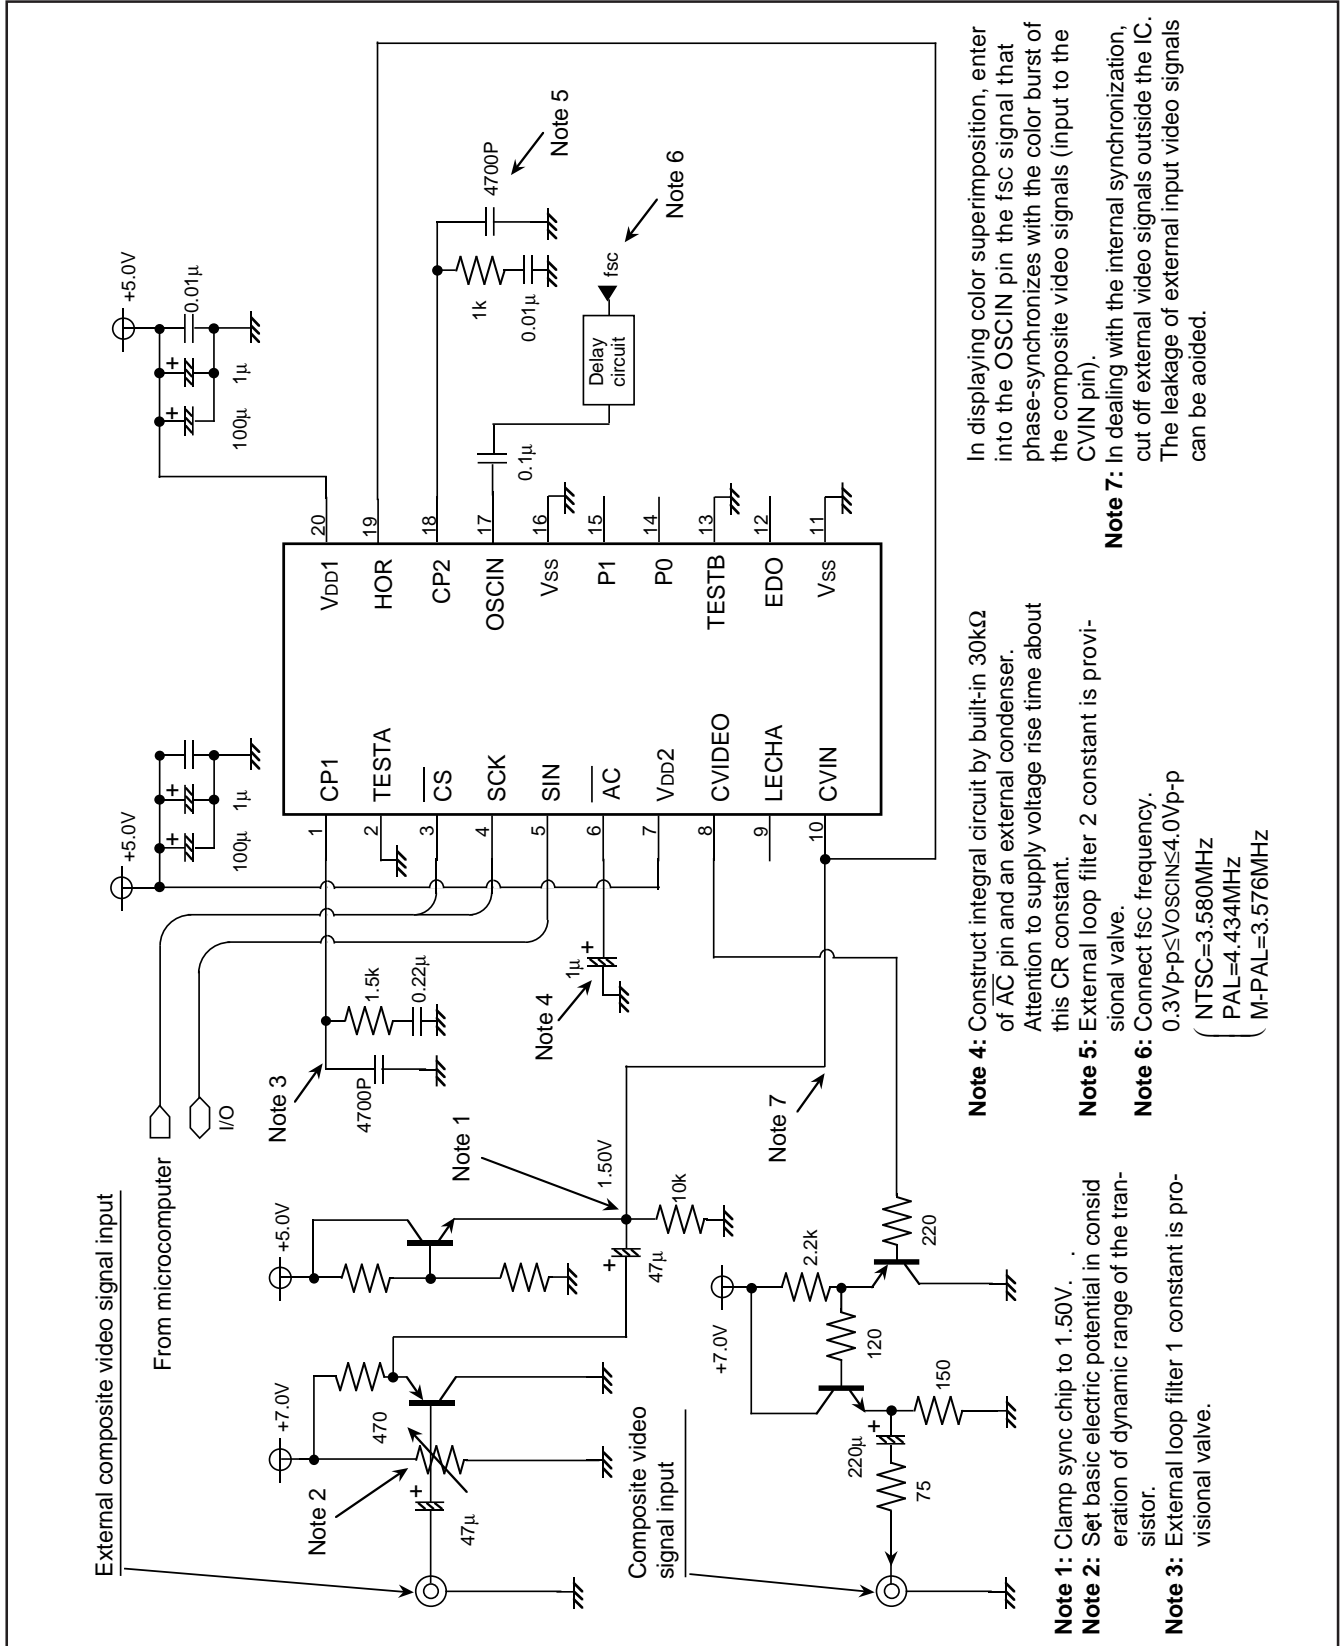 External composite video signal input
From microcomputer
I/O
+7.0V
470
47µ
+
Note 2
+5.0V
1.50V
Note 1
+
47µ
10k
Note 3
4700P
1.5k
0.22µ
Note 4
1µ
+
Note 7
+5.0V
100µ
+
1µ
+
+5.0V
100µ
+
1µ
+
0.01µ
1
2
3
4
5
6
7
8
9
10
CP1
TESTA
CS
SCK
SIN
AC
VDD2
CVIDEO
LECHA
CVIN
VDD1
HOR
CP2
OSCIN
VSS
P1
P0
TESTB
EDO
VSS
20
19
18
17
16
15
14
13
12
11
1k
0.01µ
4700P
Note 5
0.1µ
Delay
circuit
fsc
Note 6
Composite video
signal input
+7.0V
2.2k
120
220
150
220µ
+
75
Note 1: Clamp sync chip to 1.50V.
Note 2: Set basic electric potential in consid
eration of dynamic range of the tran-
sistor.
Note 3: External loop filter 1 constant is pro-
visional valve.
Note 4: Construct integral circuit by built-in 30kΩ
of AC pin and an external condenser.
Attention to supply voltage rise time about
this CR constant.
Note 5: External loop filter 2 constant is provi-
sional valve.
Note 6: Connect fsc frequency.
0.3Vp-p≤VOSCIN≤4.0Vp-p
NTSC=3.580MHz
PAL=4.434MHz
M-PAL=3.576MHz
In displaying color superimposition, enter
into the OSCIN pin the fsc signal that
phase-synchronizes with the color burst of
the composite video signals (input to the
CVIN pin).
Note 7: In dealing with the internal synchronization,
cut off external video signals outside the IC.
The leakage of external input video signals
can be aoided.